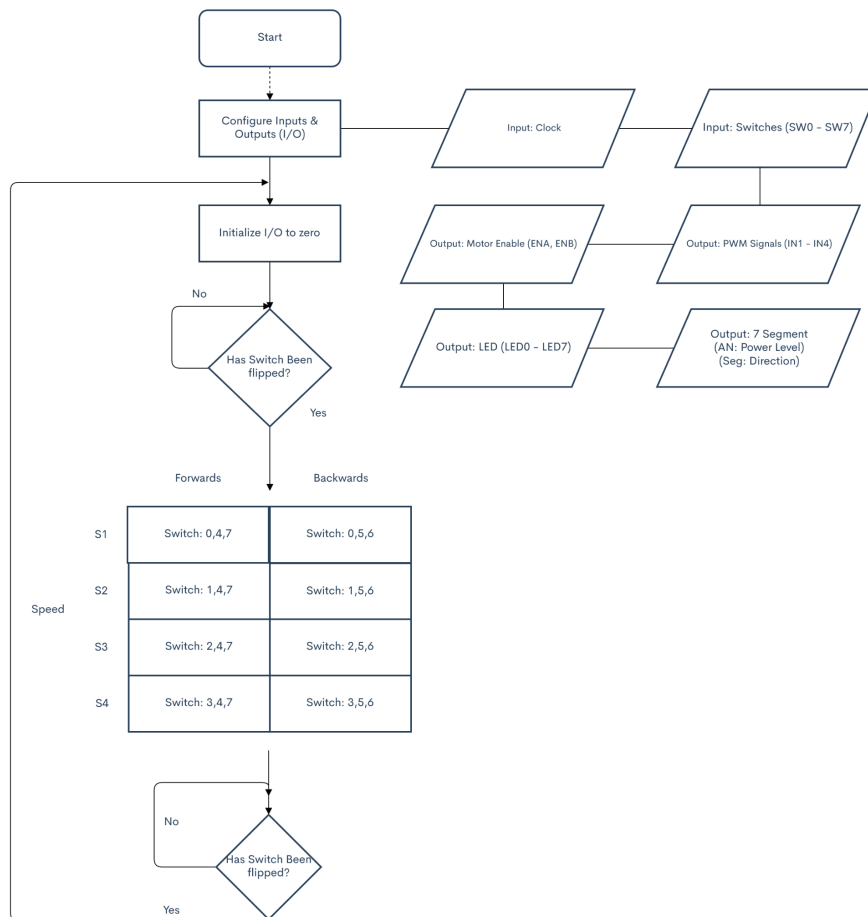 Start
Configure Inputs &
Outputs (I/O)
Input: Clock
Input: Switches (SW0 - SW7)
Initialize I/O to zero
Output: Motor Enable (ENA, ENB)
Output: PWM Signals (IN1 - IN4)
No
Has Switch Been
flipped?
Yes
Output: LED (LED0 - LED7)
Output: 7 Segment
(AN: Power Level)
(Seg: Direction)
Forwards
Backwards
Speed
S1
Switch: 0,4,7
Switch: 0,5,6
S2
Switch: 1,4,7
Switch: 1,5,6
S3
Switch: 2,4,7
Switch: 2,5,6
S4
Switch: 3,4,7
Switch: 3,5,6
No
Has Switch Been
flipped?
Yes